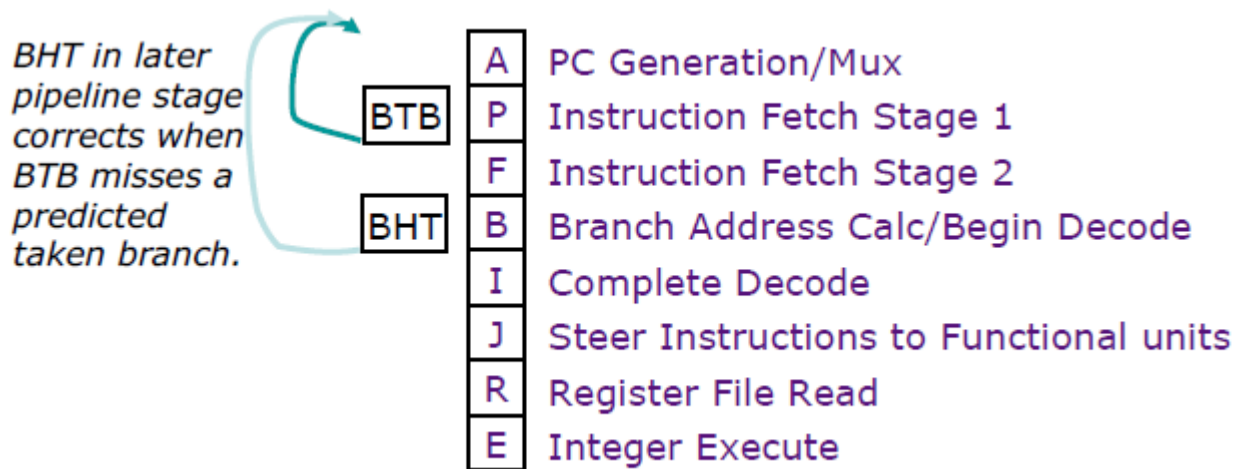 BHT in later
pipeline stage
corrects when
BTB misses a
predicted
taken branch.
BTB
BHT
A PC Generation/Mux
P Instruction Fetch Stage 1
F Instruction Fetch Stage 2
B Branch Address Calc/Begin Decode
I Complete Decode
J Steer Instructions to Functional units
R Register File Read
E Integer Execute